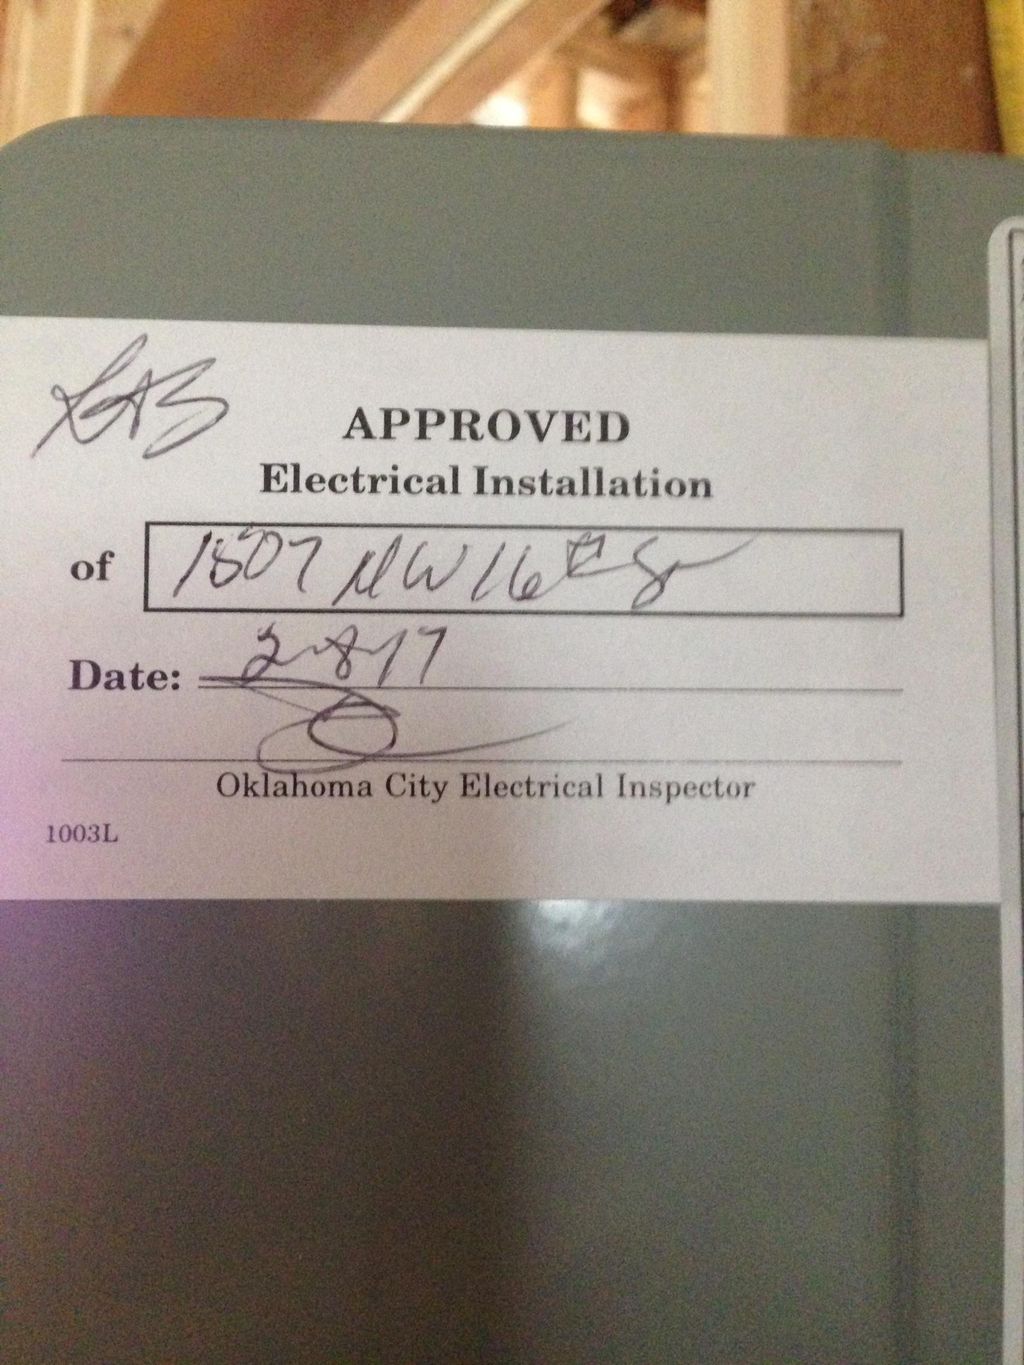 APPROVED
Electrical Installation
of 1807 NW 16th St
Date: 2-8-17
Oklahoma City Electrical Inspector
1003L